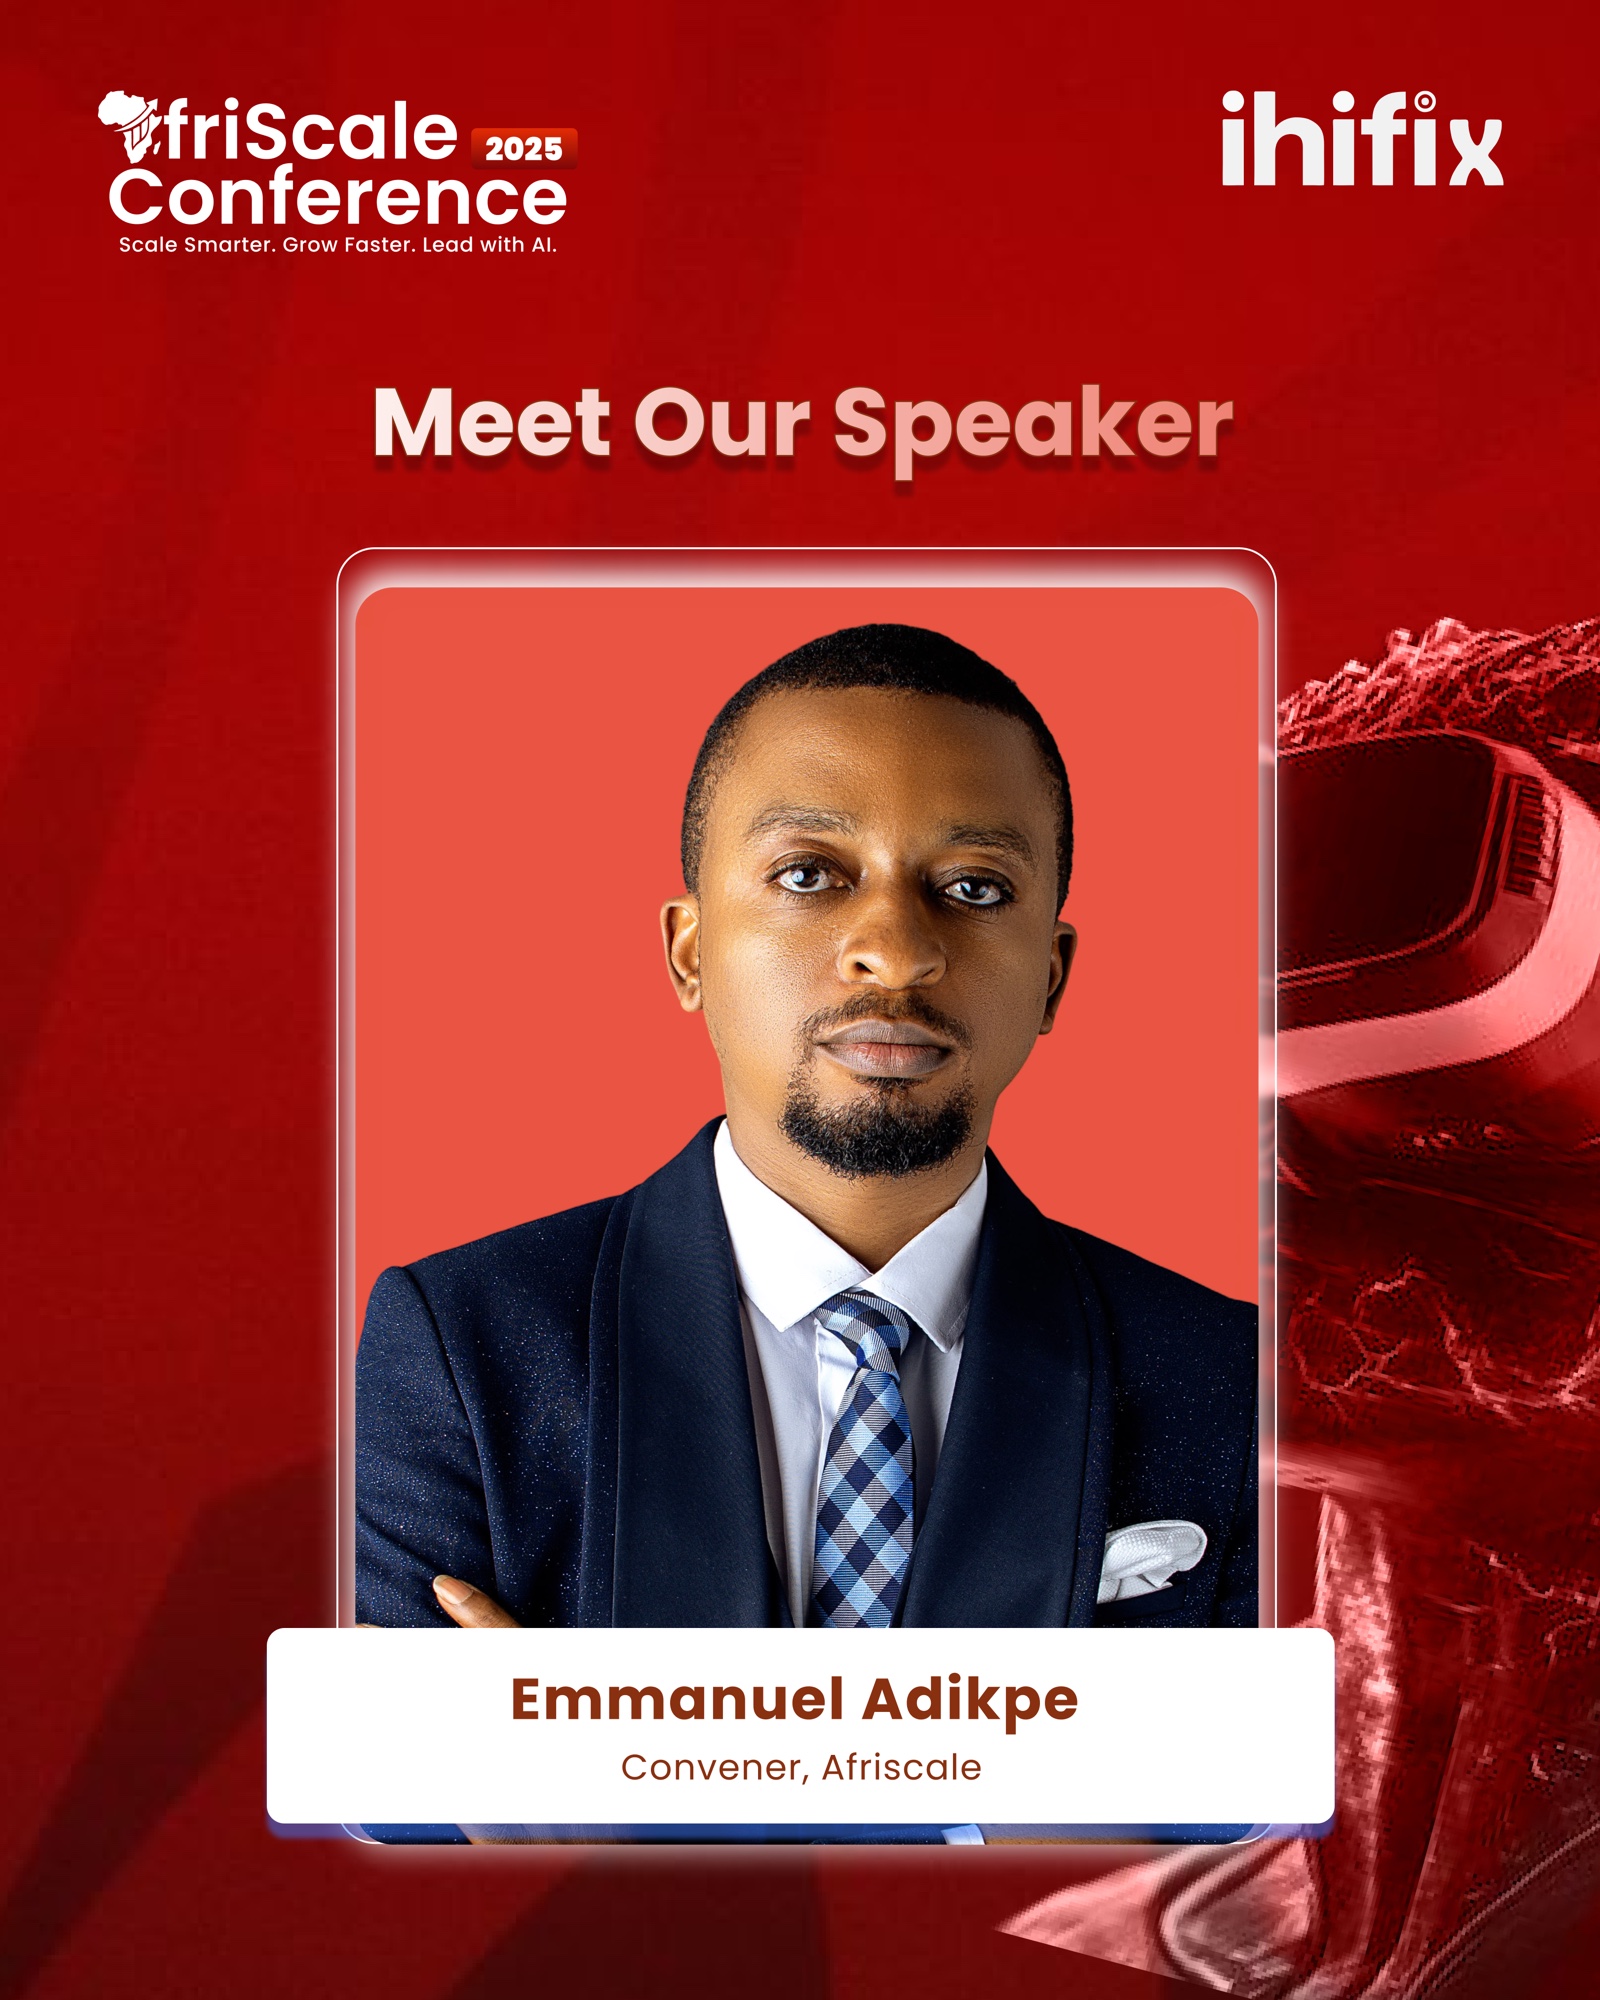 AfriScale 2025
Conference
Scale Smarter. Grow Faster. Lead with AI.
ihifix
Meet Our Speaker
Emmanuel Adikpe
Convener, Afriscale